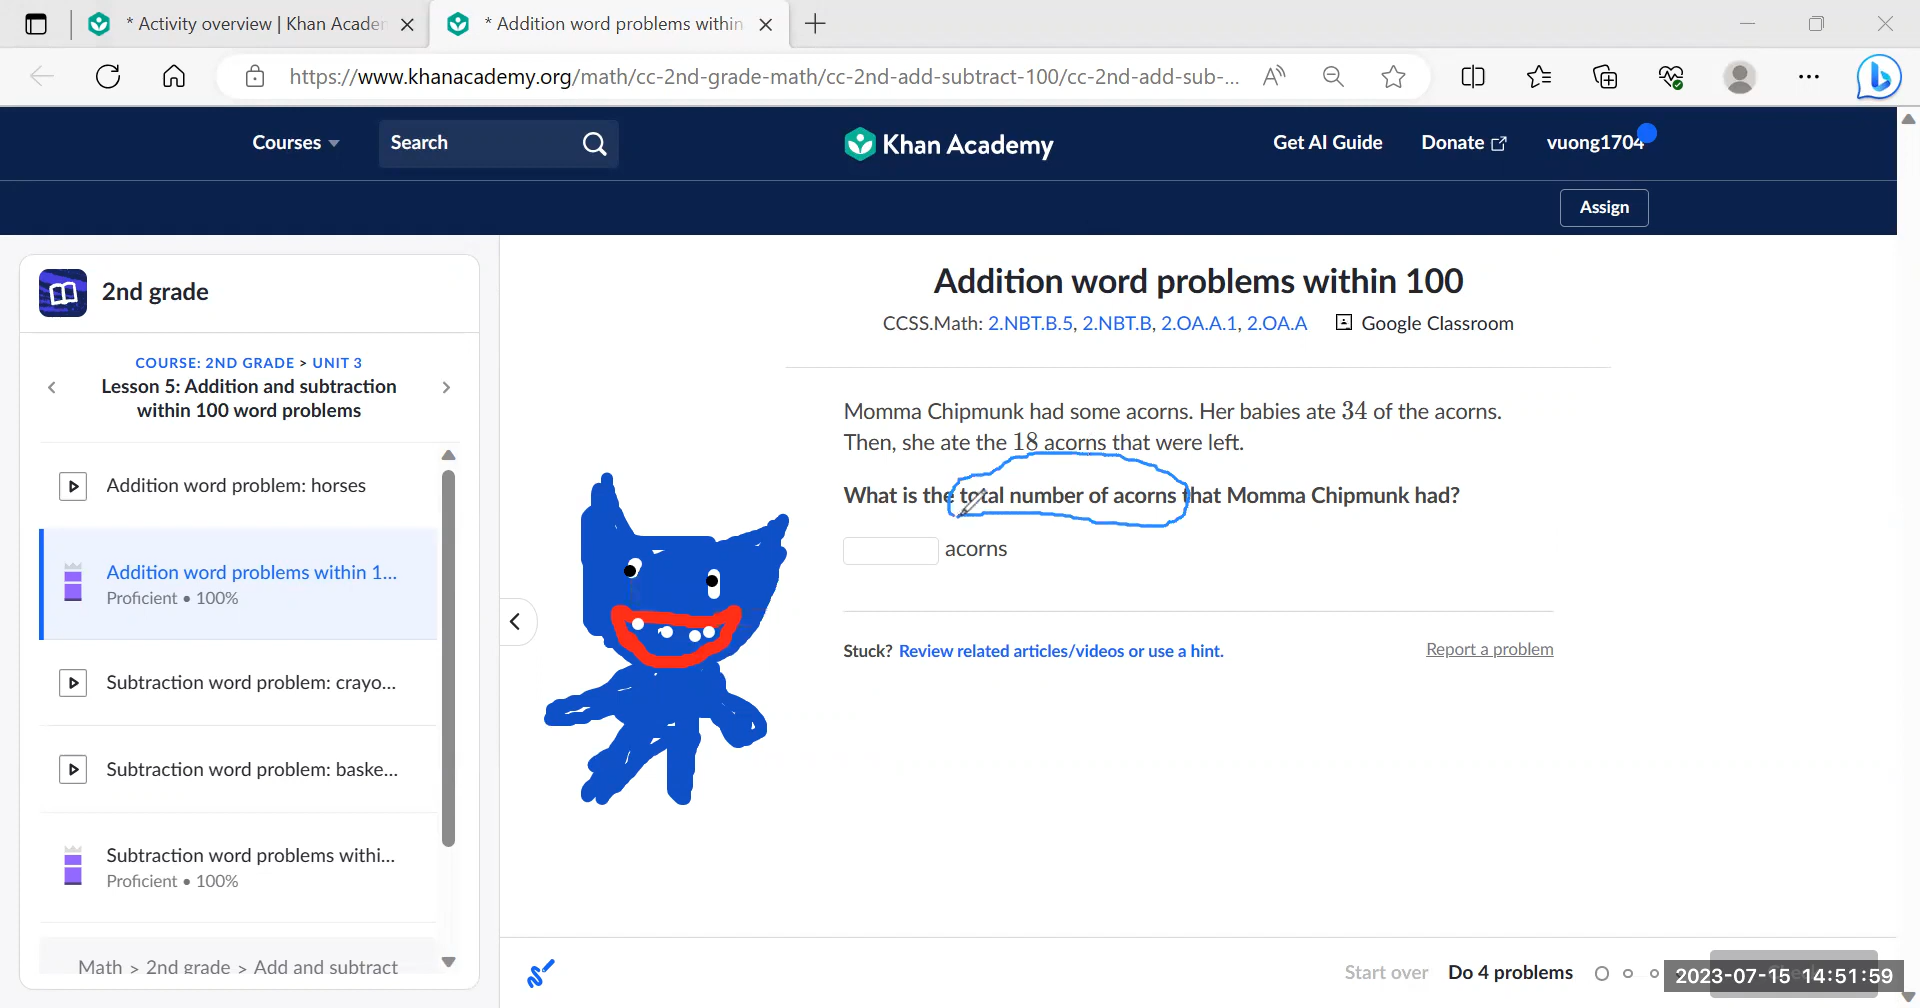 * Activity overview | Khan Acade
* Addition word problems within
https://www.khanacademy.org/math/cc-2nd-grade-math/cc-2nd-add-subtract-100/cc-2nd-add-sub-...
Courses
Search
Khan Academy
Get AI Guide
Donate
vuong1704
Assign
2nd grade
COURSE: 2ND GRADE > UNIT 3
Lesson 5: Addition and subtraction
within 100 word problems
Addition word problem: horses
Addition word problems within 1...
Proficient • 100%
Subtraction word problem: crayo...
Subtraction word problem: baske...
Subtraction word problems withi...
Proficient • 100%
Math > 2nd grade > Add and subtract
Addition word problems within 100
CCSS.Math: 2.NBT.B.5, 2.NBT.B, 2.OA.A.1, 2.OA.A
Google Classroom
Momma Chipmunk had some acorns. Her babies ate 34 of the acorns.
Then, she ate the 18 acorns that were left.
What is the total number of acorns that Momma Chipmunk had?
acorns
Stuck? Review related articles/videos or use a hint.
Report a problem
Start over
Do 4 problems
2023-07-15 14:51:59